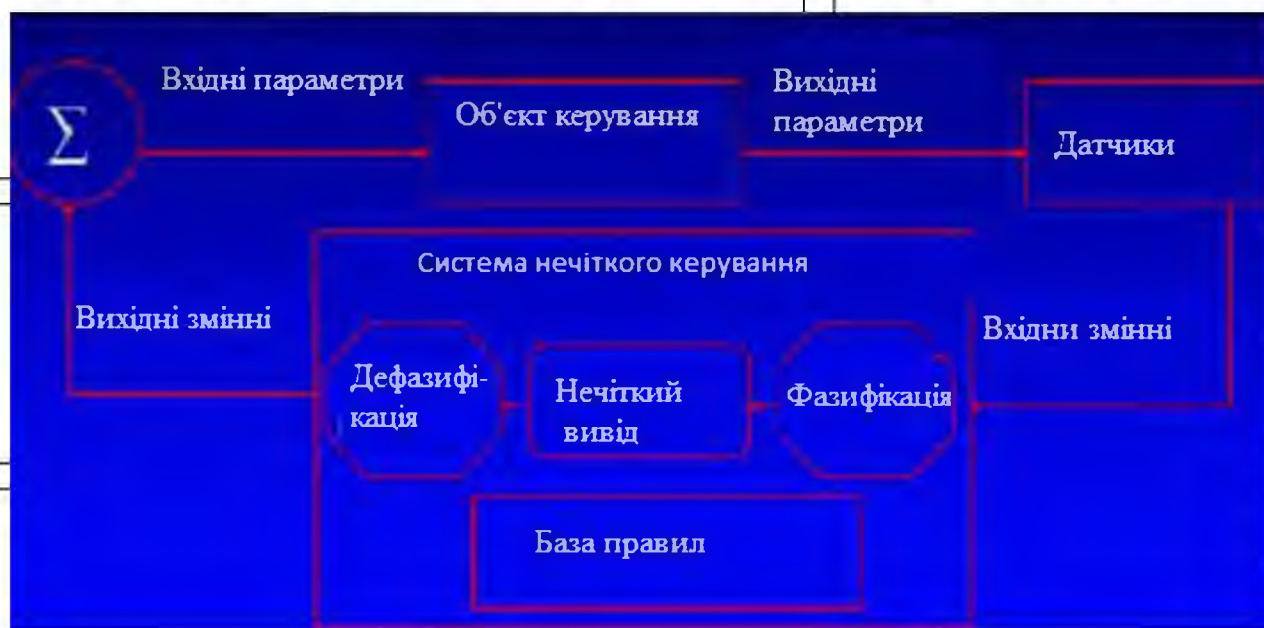 Σ
Вхідні параметри
Об'єкт керування
Вихідні
параметри
Датчики
Система нечіткого керування
Вихідні змінні
Вхідни змінні
Дефазифі-
кація
Нечіткий
вивід
Фазифікація
База правил